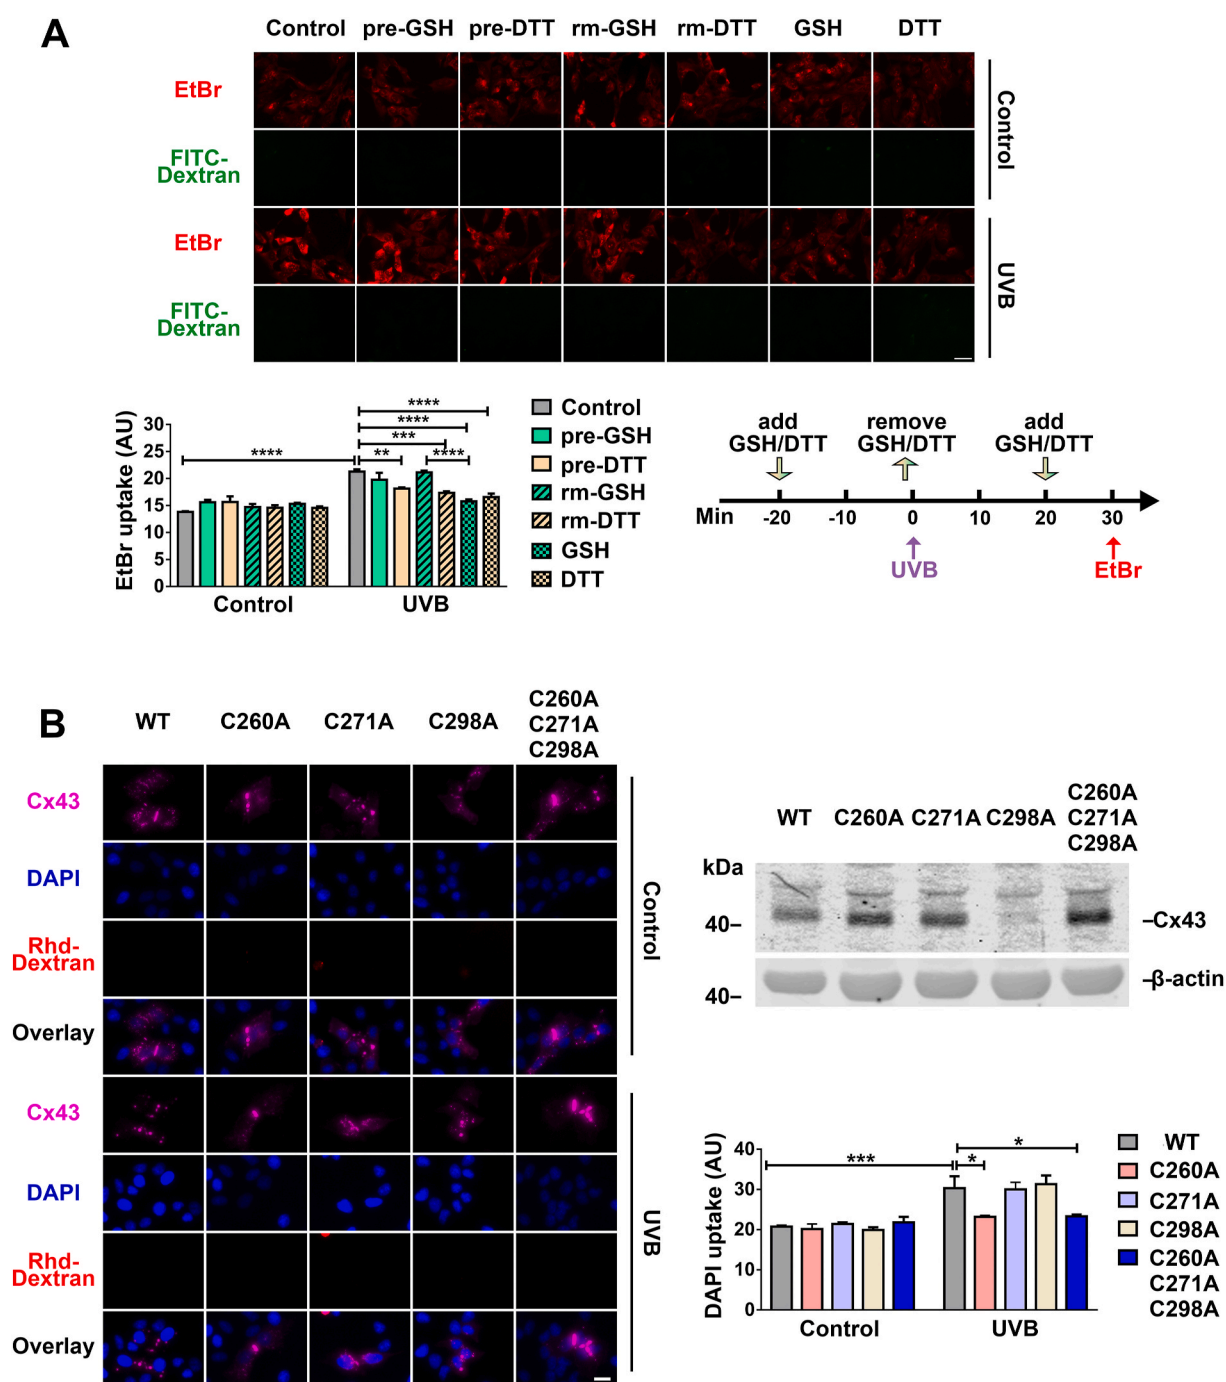 A
Control pre-GSH pre-DTT rm-GSH rm-DTT GSH DTT
EtBr
FITC-
Dextran
Control
EtBr
FITC-
Dextran
UVB
EtBr uptake (AU)
30
25
20
15
10
5
0
****
****
****
***
**
****
Control UVB
Control
pre-GSH
pre-DTT
rm-GSH
rm-DTT
GSH
DTT
add
GSH/DTT
remove
GSH/DTT
add
GSH/DTT
Min -20 -10 0 10 20 30
UVB
EtBr
B
WT C260A C271A C298A
C260A
C271A
C298A
Cx43
DAPI
Rhd-
Dextran
Overlay
Control
Cx43
DAPI
Rhd-
Dextran
Overlay
UVB
WT C260A C271A C298A
C260A
C271A
C298A
kDa
40–
–Cx43
40–
–β-actin
DAPI uptake (AU)
40
30
20
10
0
***
*
*
Control UVB
WT
C260A
C271A
C298A
C260A
C271A
C298A